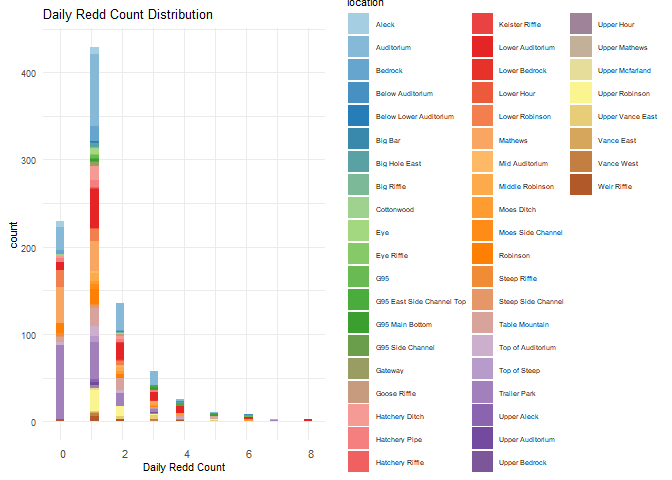 Daily Redd Count Distribution
400
300
200
100
0
count
0
2
4
6
8
Daily Redd Count
location
Aleck
Auditorium
Bedrock
Below Auditorium
Below Lower Auditorium
Big Bar
Big Hole East
Big Riffle
Cottonwood
Eye
Eye Riffle
G95
G95 East Side Channel Top
G95 Main Bottom
G95 Side Channel
Gateway
Goose Riffle
Hatchery Ditch
Hatchery Pipe
Hatchery Riffle
Keister Riffle
Lower Auditorium
Lower Bedrock
Lower Hour
Lower Robinson
Mathews
Mid Auditorium
Middle Robinson
Moes Ditch
Moes Side Channel
Robinson
Steep Riffle
Steep Side Channel
Table Mountain
Top of Auditorium
Top of Steep
Trailer Park
Upper Aleck
Upper Auditorium
Upper Bedrock
Upper Hour
Upper Mathews
Upper Mcfarland
Upper Robinson
Upper Vance East
Vance East
Vance West
Weir Riffle